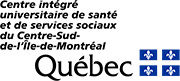 Centre intégré
universitaire de santé
et de services sociaux
du Centre-Sud-
de-l'Île-de-Montréal
Québec